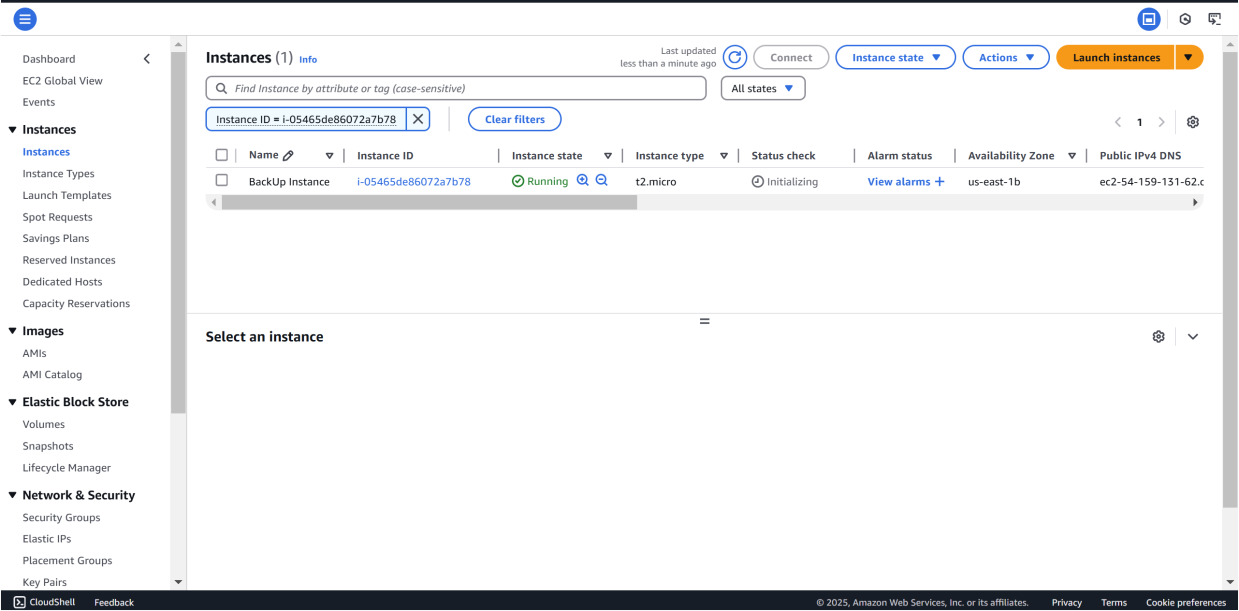 Dashboard
EC2 Global View
Events
Instances
Instances
Instance Types
Launch Templates
Spot Requests
Savings Plans
Reserved Instances
Dedicated Hosts
Capacity Reservations
Images
AMIs
AMI Catalog
Elastic Block Store
Volumes
Snapshots
Lifecycle Manager
Network & Security
Security Groups
Elastic IPs
Placement Groups
Key Pairs
Instances (1) Info
Last updated
less than a minute ago
Connect
Instance state
Actions
Launch instances
Find Instance by attribute or tag (case-sensitive)
All states
Instance ID = i-05465de86072a7b78
Clear filters
1
Name Instance ID Instance state Instance type Status check Alarm status Availability Zone Public IPv4 DNS
BackUp Instance i-05465de86072a7b78 Running t2.micro Initializing View alarms + us-east-1b ec2-54-159-131-62.c
Select an instance
CloudShell Feedback © 2025, Amazon Web Services, Inc. or its affiliates. Privacy Terms Cookie preferences